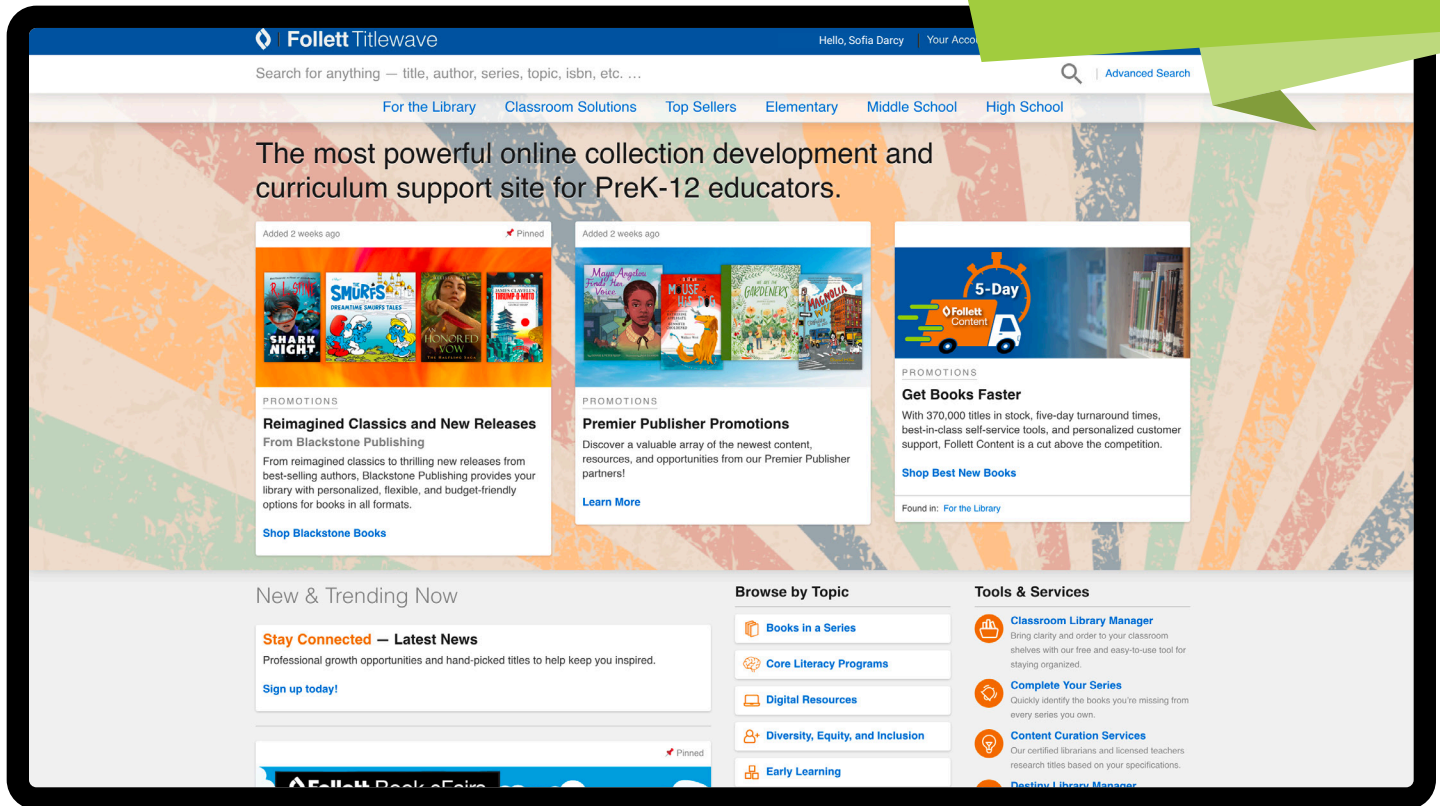 Follett Titlewave
Hello, Sofia Darcy
Your Accou
Search for anything — title, author, series, topic, isbn, etc. …
Advanced Search
For the Library
Classroom Solutions
Top Sellers
Elementary
Middle School
High School
The most powerful online collection development and
curriculum support site for PreK-12 educators.
Added 2 weeks ago
Pinned
R.L. STINE
SHARK
NIGHT
THE
SMURFS
DREAMTIME SMURFS TALES
HONORED
VOW
JAMES CLAVELL'S
THRUMP-O-MOTO
PROMOTIONS
Reimagined Classics and New Releases
From Blackstone Publishing
From reimagined classics to thrilling new releases from
best-selling authors, Blackstone Publishing provides your
library with personalized, flexible, and budget-friendly
options for books in all formats.
Shop Blackstone Books
Added 2 weeks ago
Maya Angelou
Finds Her
Voice
GARDENERS
MAGNOLIA
PROMOTIONS
Premier Publisher Promotions
Discover a valuable array of the newest content,
resources, and opportunities from our Premier Publisher
partners!
Learn More
5-Day
Follett
Content
PROMOTIONS
Get Books Faster
With 370,000 titles in stock, five-day turnaround times,
best-in-class self-service tools, and personalized customer
support, Follett Content is a cut above the competition.
Shop Best New Books
Found in: For the Library
New & Trending Now
Stay Connected — Latest News
Professional growth opportunities and hand-picked titles to help keep you inspired.
Sign up today!
Pinned
Follett Book eFairs
Browse by Topic
Books in a Series
Core Literacy Programs
Digital Resources
Diversity, Equity, and Inclusion
Early Learning
Tools & Services
Classroom Library Manager
Bring clarity and order to your classroom
shelves with our free and easy-to-use tool for
staying organized.
Complete Your Series
Quickly identify the books you're missing from
every series you own.
Content Curation Services
Our certified librarians and licensed teachers
research titles based on your specifications.
Destiny Library Manager